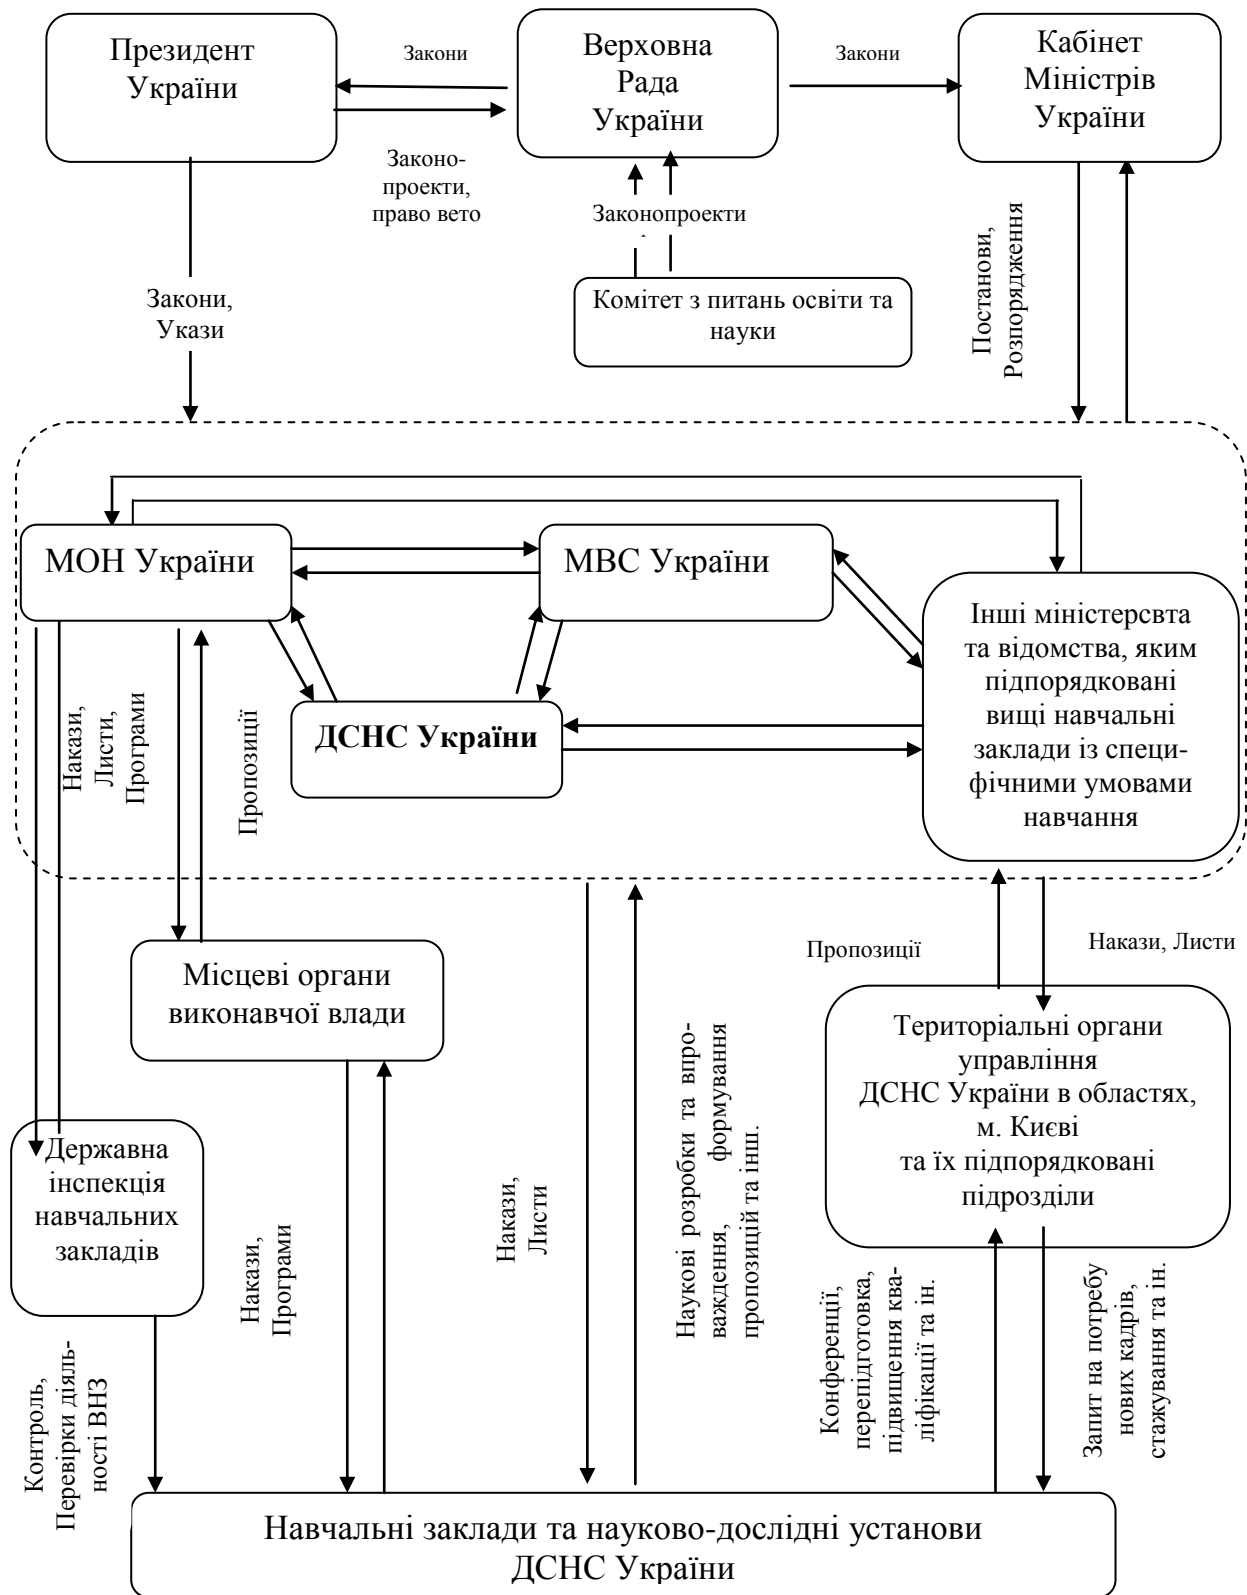 Президент
України
Закони
Верховна
Рада
України
Закони
Кабінет
Міністрів
України
Законо-
проекти,
право вето
Законопроекти
Постанови,
Розпорядження
Закони,
Укази
Комітет з питань освіти та
науки
МОН України
МВС України
Інші міністерсвта
та відомства, яким
підпорядковані
вищі навчальні
заклади із специ-
фічними умовами
навчання
ДСНС України
Накази,
Листи,
Програми
Пропозиції
Місцеві органи
виконавчої влади
Пропозиції
Накази, Листи
Територіальні органи
управління
ДСНС України в областях,
м. Києві
та їх підпорядковані
підрозділи
Державна
інспекція
навчальних
закладів
Накази,
Програми
Накази,
Листи
Наукові розробки та впро-
важдення, формування
пропозицій та інш.
Конференції,
перепідготовка,
підвищення ква-
ліфікації та ін.
Запит на потребу
нових кадрів,
стажування та ін.
Контроль,
Перевірки діяль-
ності ВНЗ
Навчальні заклади та науково-дослідні установи
ДСНС України